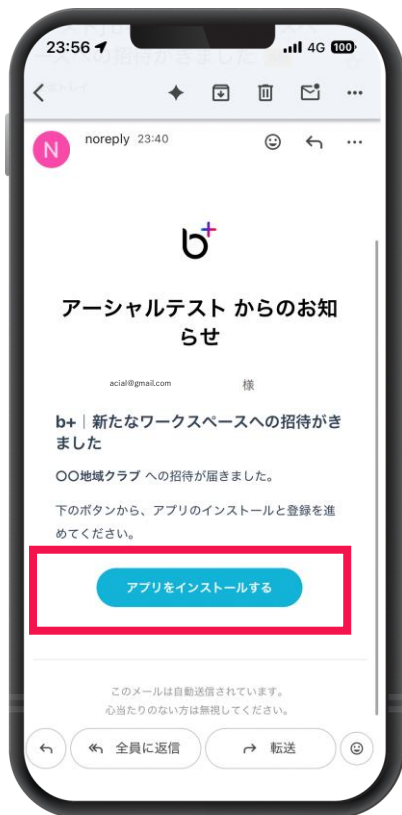 23:56 4G 100
noreply 23:40
N
b+
アーシャルテスト からのお知
らせ
acial@gmail.com 様
b+｜新たなワークスペースへの招待がき
ました
〇〇地域クラブ への招待が届きました。
下のボタンから、アプリのインストールと登録を進
めてください。
アプリをインストールする
このメールは自動送信されています。
心当たりのない方は無視してください。
全員に返信 転送